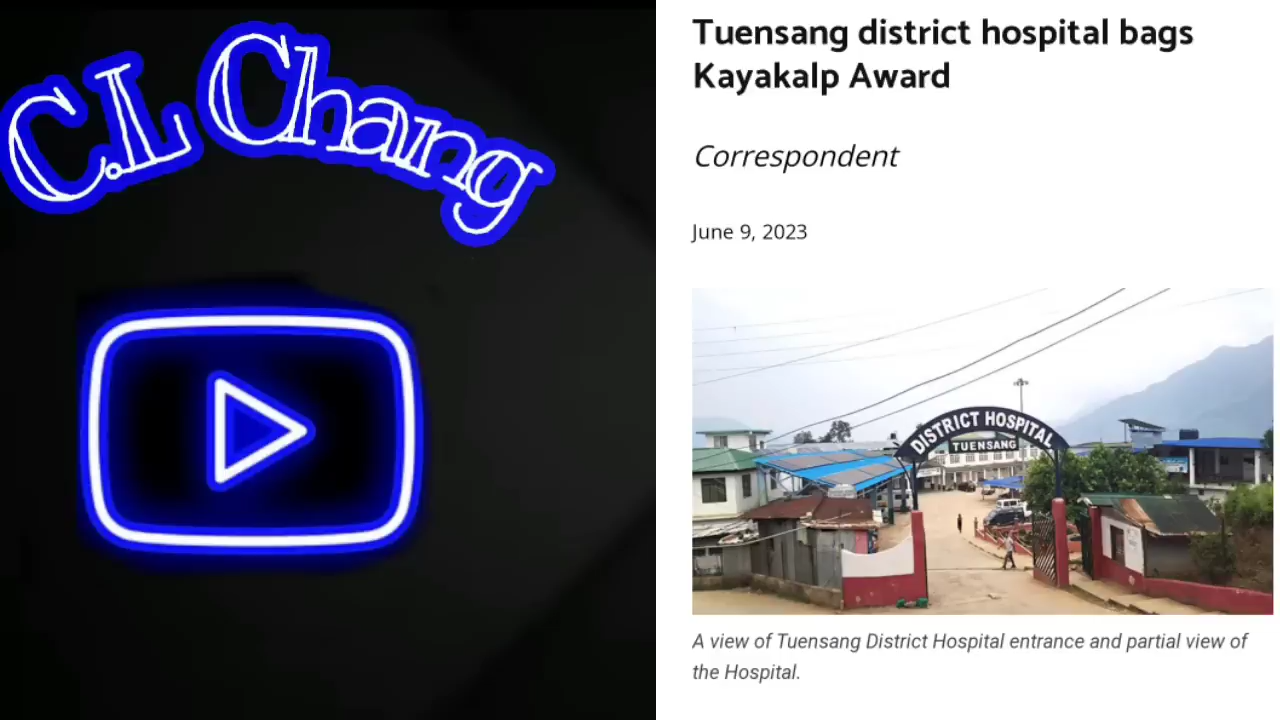 C.L Chang
Tuensang district hospital bags
Kayakalp Award
Correspondent
June 9, 2023
DISTRICT HOSPITAL
TUENSANG
A view of Tuensang District Hospital entrance and partial view of
the Hospital.